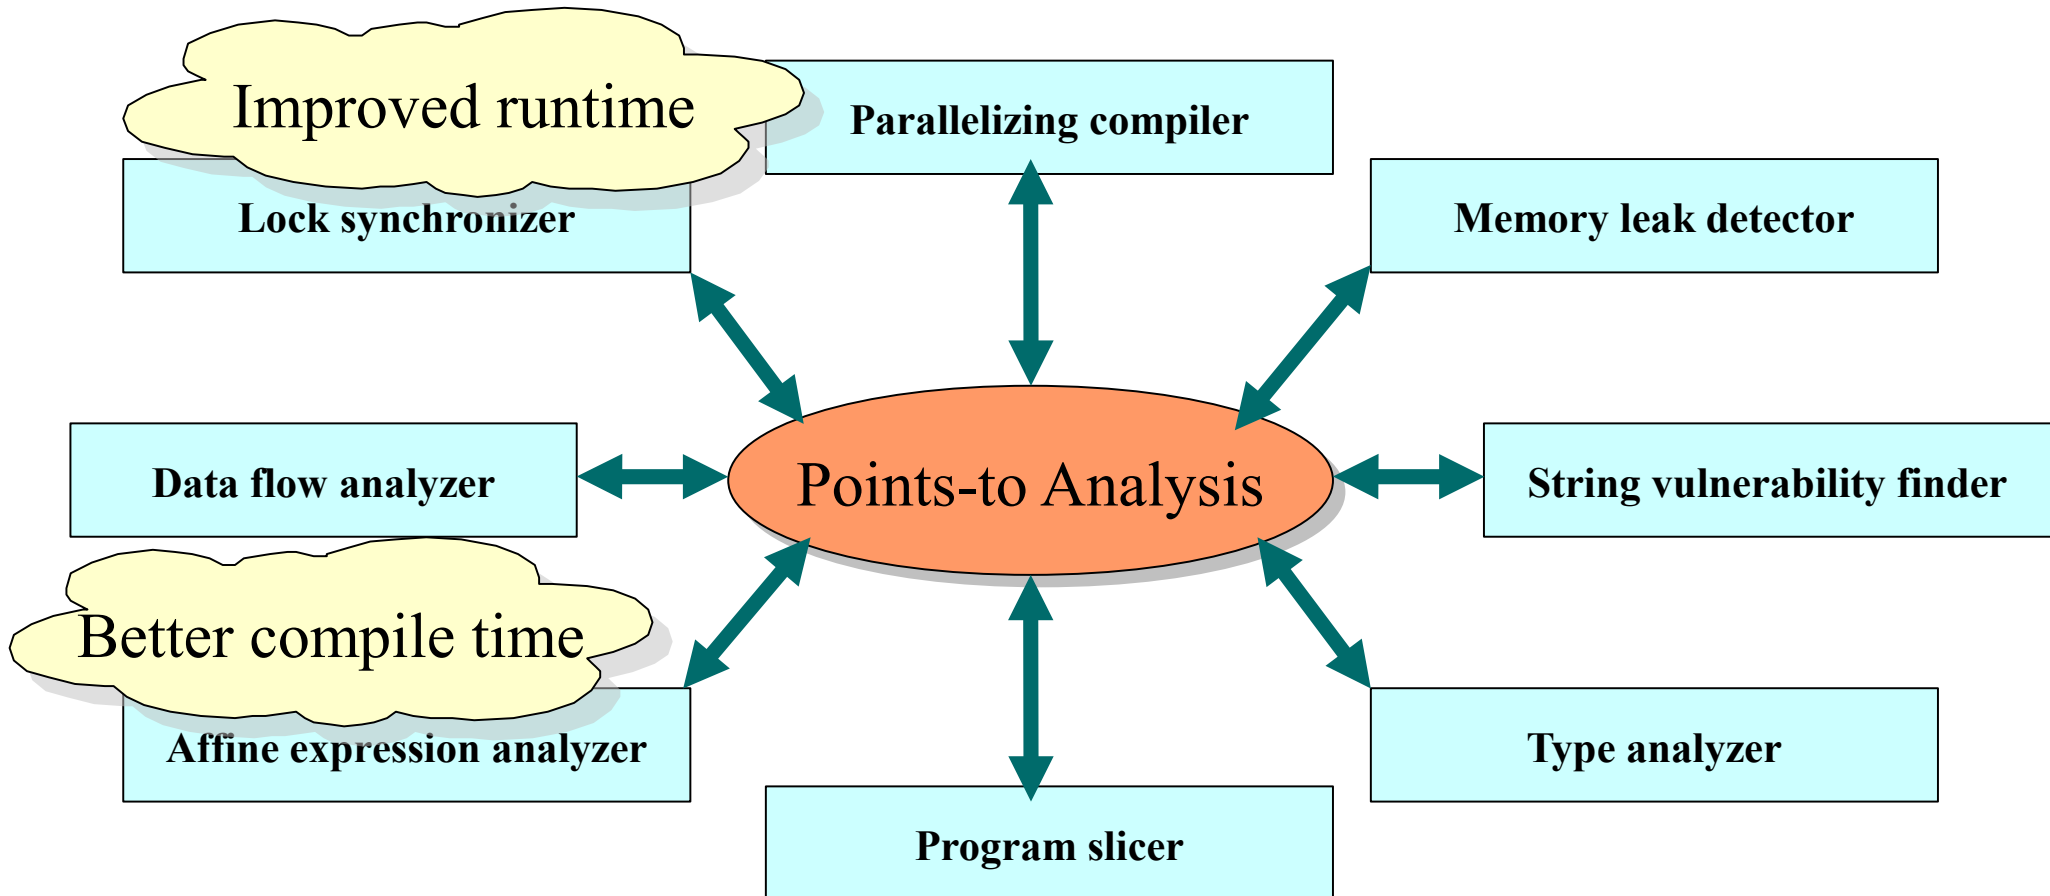 Improved runtime
Parallelizing compiler
Lock synchronizer
Memory leak detector
Data flow analyzer
Points-to Analysis
String vulnerability finder
Better compile time
Affine expression analyzer
Type analyzer
Program slicer